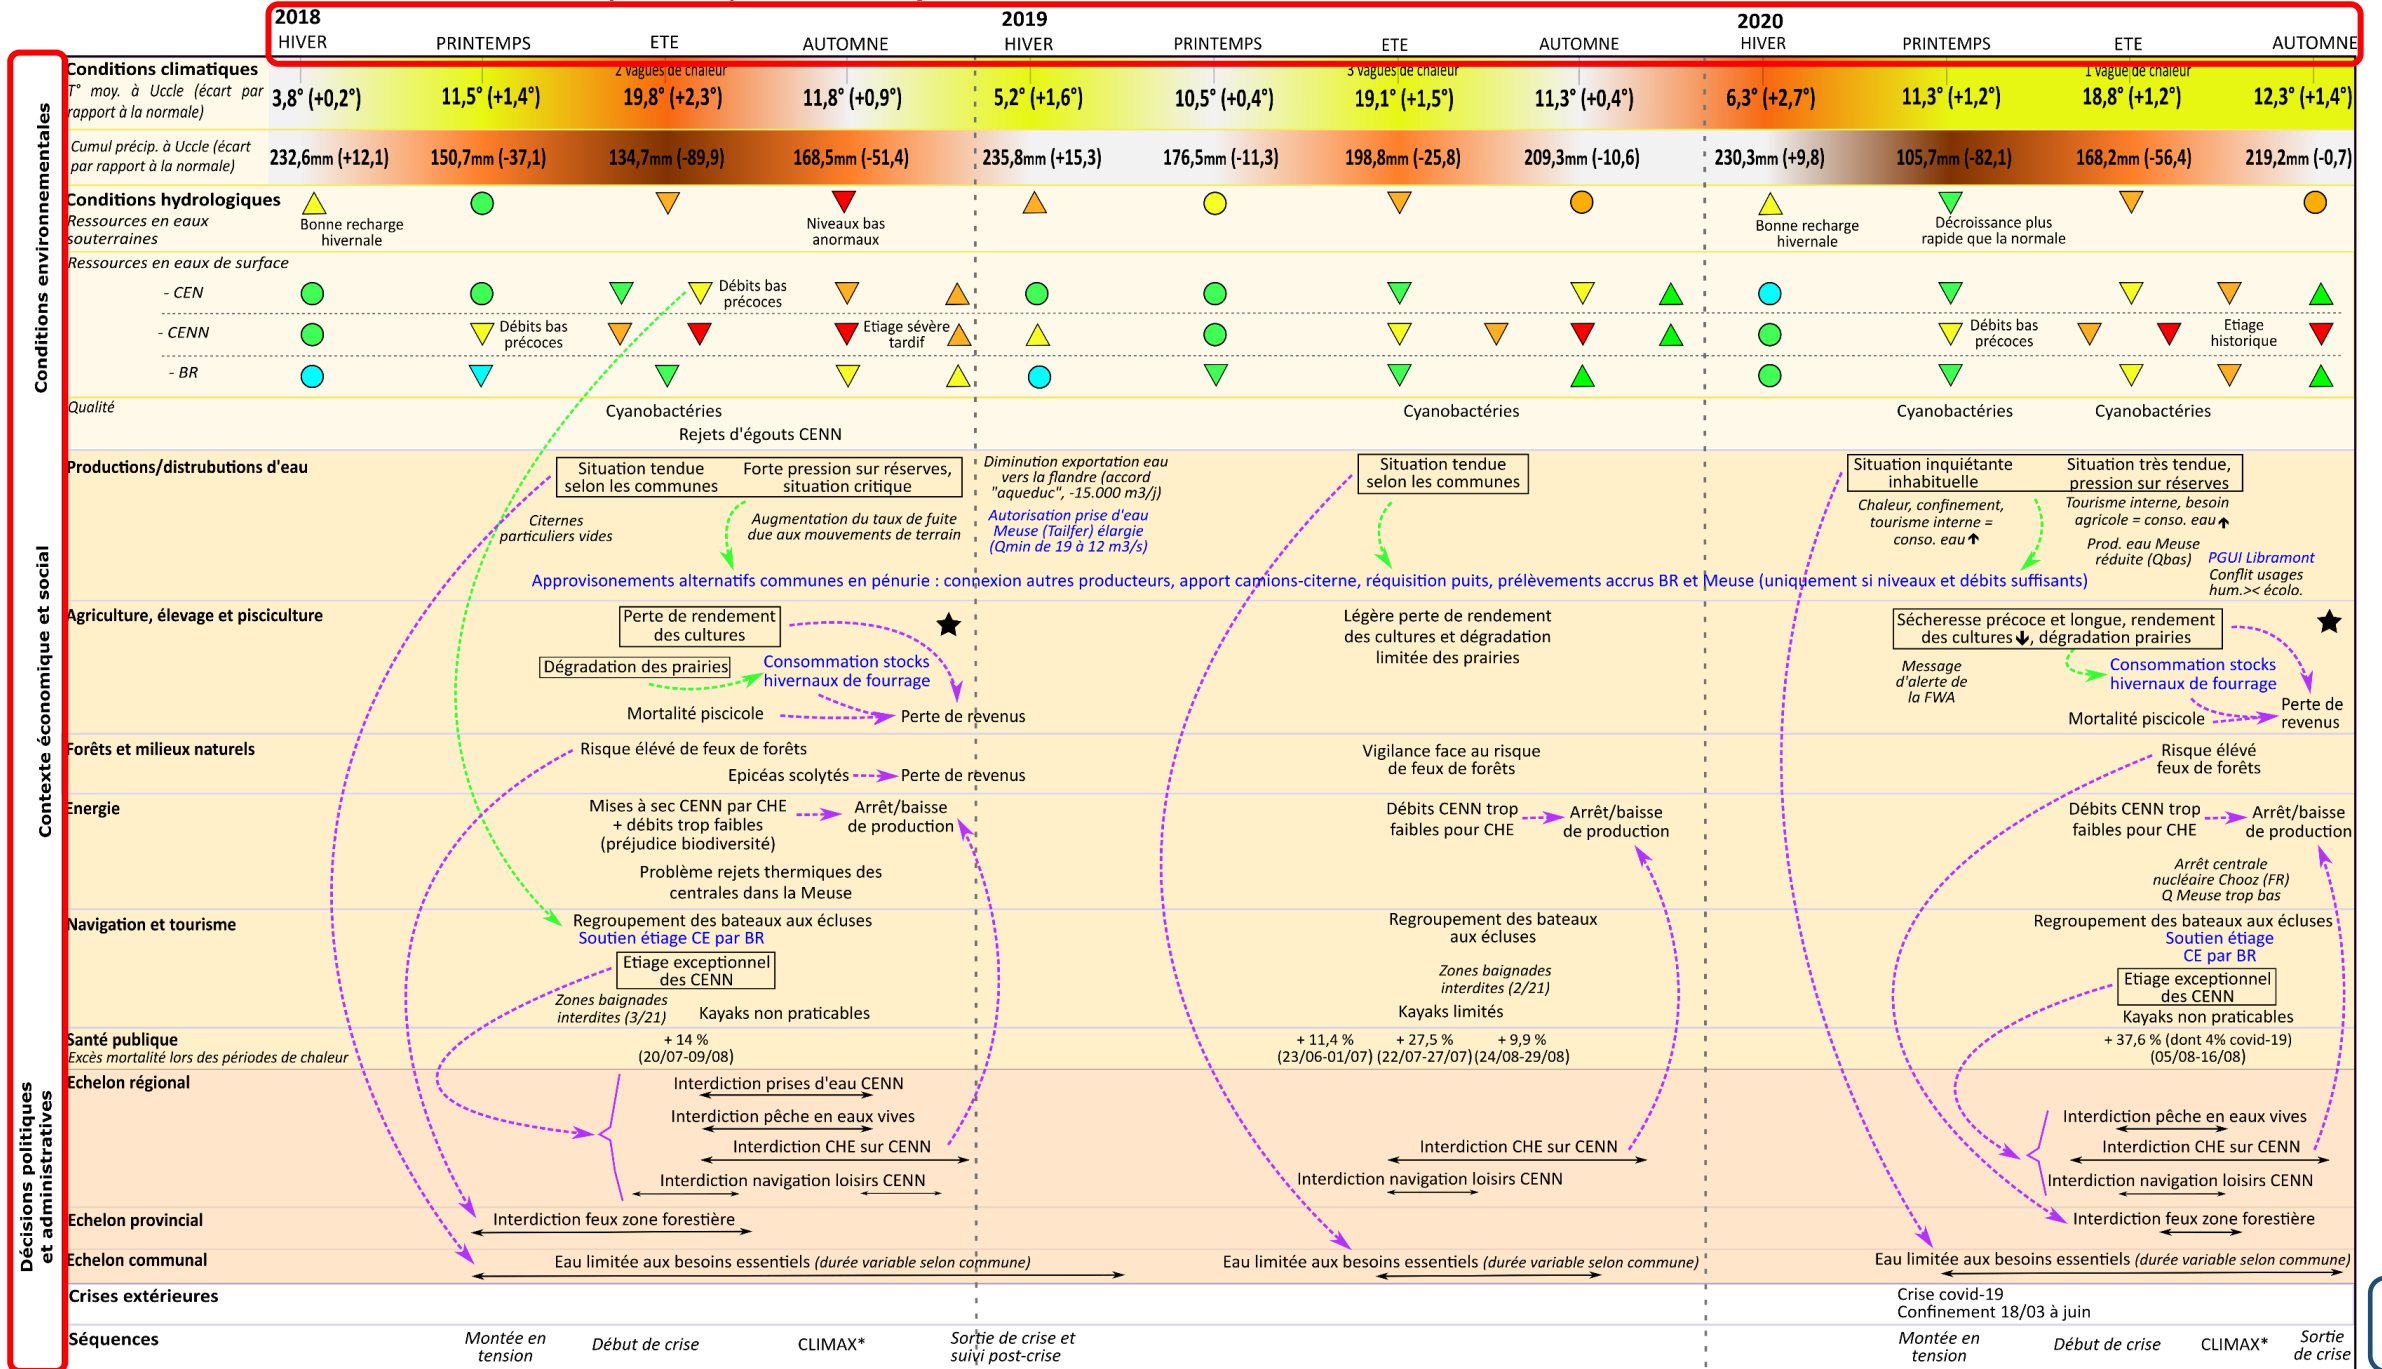 2018 2019 2020
HIVER PRINTEMPS ETE AUTOMNE HIVER PRINTEMPS ETE AUTOMNE HIVER PRINTEMPS ETE AUTOMNE
Conditions environnementales
Conditions climatiques
2 vagues de chaleur 3 vagues de chaleur 1 vague de chaleur
T° moy. à Uccle (écart par
rapport à la normale)
3,8° (+0,2°) 11,5° (+1,4°) 19,8° (+2,3°) 11,8° (+0,9°) 5,2° (+1,6°) 10,5° (+0,4°) 19,1° (+1,5°) 11,3° (+0,4°) 6,3° (+2,7°) 11,3° (+1,2°) 18,8° (+1,2°) 12,3° (+1,4°)
Cumul précip. à Uccle (écart
par rapport à la normale)
232,6mm (+12,1) 150,7mm (-37,1) 134,7mm (-89,9) 168,5mm (-51,4) 235,8mm (+15,3) 176,5mm (-11,3) 198,8mm (-25,8) 209,3mm (-10,6) 230,3mm (+9,8) 105,7mm (-82,1) 168,2mm (-56,4) 219,2mm (-0,7)
Conditions hydrologiques
Ressources en eaux
souterraines
Bonne recharge
hivernale
Niveaux bas
anormaux
Bonne recharge
hivernale
Décroissance plus
rapide que la normale
Ressources en eaux de surface
- CEN
Débits bas
précoces
- CENN
Débits bas
précoces
Etiage sévère
tardif
Débits bas
précoces
Etiage
historique
- BR
Qualité
Cyanobactéries
Rejets d'égouts CENN
Cyanobactéries
Cyanobactéries
Cyanobactéries
Contexte économique et social
Productions/distrubutions d'eau
Situation tendue
selon les communes
Forte pression sur réserves,
situation critique
Diminution exportation eau
vers la flandre (accord
"aqueduc", -15.000 m3/j)
Situation tendue
selon les communes
Situation inquiétante
inhabituelle
Situation très tendue,
pression sur réserves
Citernes
particuliers vides
Augmentation du taux de fuite
due aux mouvements de terrain
Autorisation prise d'eau
Meuse (Tailfer) élargie
(Qmin de 19 à 12 m3/s)
Chaleur, confinement,
tourisme interne =
conso. eau
Tourisme interne, besoin
agricole = conso. eau
Prod. eau Meuse
réduite (Qbas)
PGUI Libramont
Conflit usages
hum.>< écolo.
Approvisonements alternatifs communes en pénurie : connexion autres producteurs, apport camions-citerne, réquisition puits, prélèvements accrus BR et Meuse (uniquement si niveaux et débits suffisants)
Agriculture, élevage et pisciculture
Perte de rendement
des cultures
Dégradation des prairies
Consommation stocks
hivernaux de fourrage
Mortalité piscicole
Perte de revenus
Légère perte de rendement
des cultures et dégradation
limitée des prairies
Sécheresse précoce et longue, rendement
des cultures , dégradation prairies
Message
d'alerte de
la FWA
Consommation stocks
hivernaux de fourrage
Mortalité piscicole
Perte de
revenus
Forêts et milieux naturels
Risque élévé de feux de forêts
Epicéas scolytés
Perte de revenus
Vigilance face au risque
de feux de forêts
Risque élévé
feux de forêts
Energie
Mises à sec CENN par CHE
+ débits trop faibles
(préjudice biodiversité)
Arrêt/baisse
de production
Problème rejets thermiques des
centrales dans la Meuse
Débits CENN trop
faibles pour CHE
Arrêt/baisse
de production
Débits CENN trop
faibles pour CHE
Arrêt/baisse
de production
Arrêt centrale
nucléaire Chooz (FR)
Q Meuse trop bas
Navigation et tourisme
Regroupement des bateaux aux écluses
Soutien étiage CE par BR
Etiage exceptionnel
des CENN
Zones baignades
interdites (3/21)
Kayaks non praticables
Regroupement des bateaux
aux écluses
Zones baignades
interdites (2/21)
Kayaks limités
Regroupement des bateaux aux écluses
Soutien étiage
CE par BR
Etiage exceptionnel
des CENN
Kayaks non praticables
Santé publique
Excès mortalité lors des périodes de chaleur
+ 14 %
(20/07-09/08)
+ 11,4 % + 27,5 % + 9,9 %
(23/06-01/07) (22/07-27/07) (24/08-29/08)
+ 37,6 % (dont 4% covid-19)
(05/08-16/08)
Décisions politiques
et administratives
Echelon régional
Interdiction prises d'eau CENN
Interdiction pêche en eaux vives
Interdiction CHE sur CENN
Interdiction navigation loisirs CENN
Interdiction CHE sur CENN
Interdiction navigation loisirs CENN
Interdiction pêche en eaux vives
Interdiction CHE sur CENN
Interdiction navigation loisirs CENN
Echelon provincial
Interdiction feux zone forestière
Interdiction feux zone forestière
Echelon communal
Eau limitée aux besoins essentiels (durée variable selon commune)
Eau limitée aux besoins essentiels (durée variable selon commune)
Eau limitée aux besoins essentiels (durée variable selon commune)
Crises extérieures
Crise covid-19
Confinement 18/03 à juin
Séquences
Montée en
tension
Début de crise
CLIMAX*
Sortie de crise et
suivi post-crise
Montée en
tension
Début de crise
CLIMAX*
Sortie
de crise